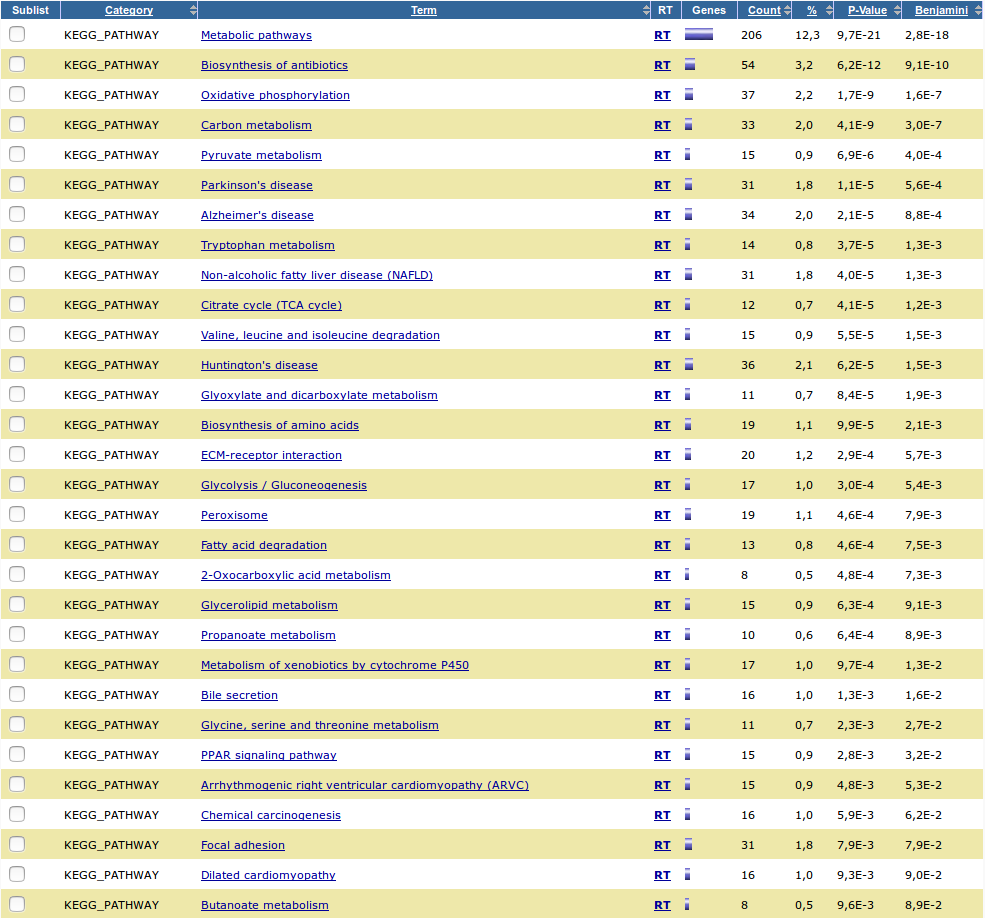 Sublist Category Term RT Genes Count % P-Value Benjamini
KEGG_PATHWAY Metabolic pathways RT 206 12,3 9,7E-21 2,8E-18
KEGG_PATHWAY Biosynthesis of antibiotics RT 54 3,2 6,2E-12 9,1E-10
KEGG_PATHWAY Oxidative phosphorylation RT 37 2,2 1,7E-9 1,6E-7
KEGG_PATHWAY Carbon metabolism RT 33 2,0 4,1E-9 3,0E-7
KEGG_PATHWAY Pyruvate metabolism RT 15 0,9 6,9E-6 4,0E-4
KEGG_PATHWAY Parkinson's disease RT 31 1,8 1,1E-5 5,6E-4
KEGG_PATHWAY Alzheimer's disease RT 34 2,0 2,1E-5 8,8E-4
KEGG_PATHWAY Tryptophan metabolism RT 14 0,8 3,7E-5 1,3E-3
KEGG_PATHWAY Non-alcoholic fatty liver disease (NAFLD) RT 31 1,8 4,0E-5 1,3E-3
KEGG_PATHWAY Citrate cycle (TCA cycle) RT 12 0,7 4,1E-5 1,2E-3
KEGG_PATHWAY Valine, leucine and isoleucine degradation RT 15 0,9 5,5E-5 1,5E-3
KEGG_PATHWAY Huntington's disease RT 36 2,1 6,2E-5 1,5E-3
KEGG_PATHWAY Glyoxylate and dicarboxylate metabolism RT 11 0,7 8,4E-5 1,9E-3
KEGG_PATHWAY Biosynthesis of amino acids RT 19 1,1 9,9E-5 2,1E-3
KEGG_PATHWAY ECM-receptor interaction RT 20 1,2 2,9E-4 5,7E-3
KEGG_PATHWAY Glycolysis / Gluconeogenesis RT 17 1,0 3,0E-4 5,4E-3
KEGG_PATHWAY Peroxisome RT 19 1,1 4,6E-4 7,9E-3
KEGG_PATHWAY Fatty acid degradation RT 13 0,8 4,6E-4 7,5E-3
KEGG_PATHWAY 2-Oxocarboxylic acid metabolism RT 8 0,5 4,8E-4 7,3E-3
KEGG_PATHWAY Glycerolipid metabolism RT 15 0,9 6,3E-4 9,1E-3
KEGG_PATHWAY Propanoate metabolism RT 10 0,6 6,4E-4 8,9E-3
KEGG_PATHWAY Metabolism of xenobiotics by cytochrome P450 RT 17 1,0 9,7E-4 1,3E-2
KEGG_PATHWAY Bile secretion RT 16 1,0 1,3E-3 1,6E-2
KEGG_PATHWAY Glycine, serine and threonine metabolism RT 11 0,7 2,3E-3 2,7E-2
KEGG_PATHWAY PPAR signaling pathway RT 15 0,9 2,8E-3 3,2E-2
KEGG_PATHWAY Arrhythmogenic right ventricular cardiomyopathy (ARVC) RT 15 0,9 4,8E-3 5,3E-2
KEGG_PATHWAY Chemical carcinogenesis RT 16 1,0 5,9E-3 6,2E-2
KEGG_PATHWAY Focal adhesion RT 31 1,8 7,9E-3 7,9E-2
KEGG_PATHWAY Dilated cardiomyopathy RT 16 1,0 9,3E-3 9,0E-2
KEGG_PATHWAY Butanoate metabolism RT 8 0,5 9,6E-3 8,9E-2